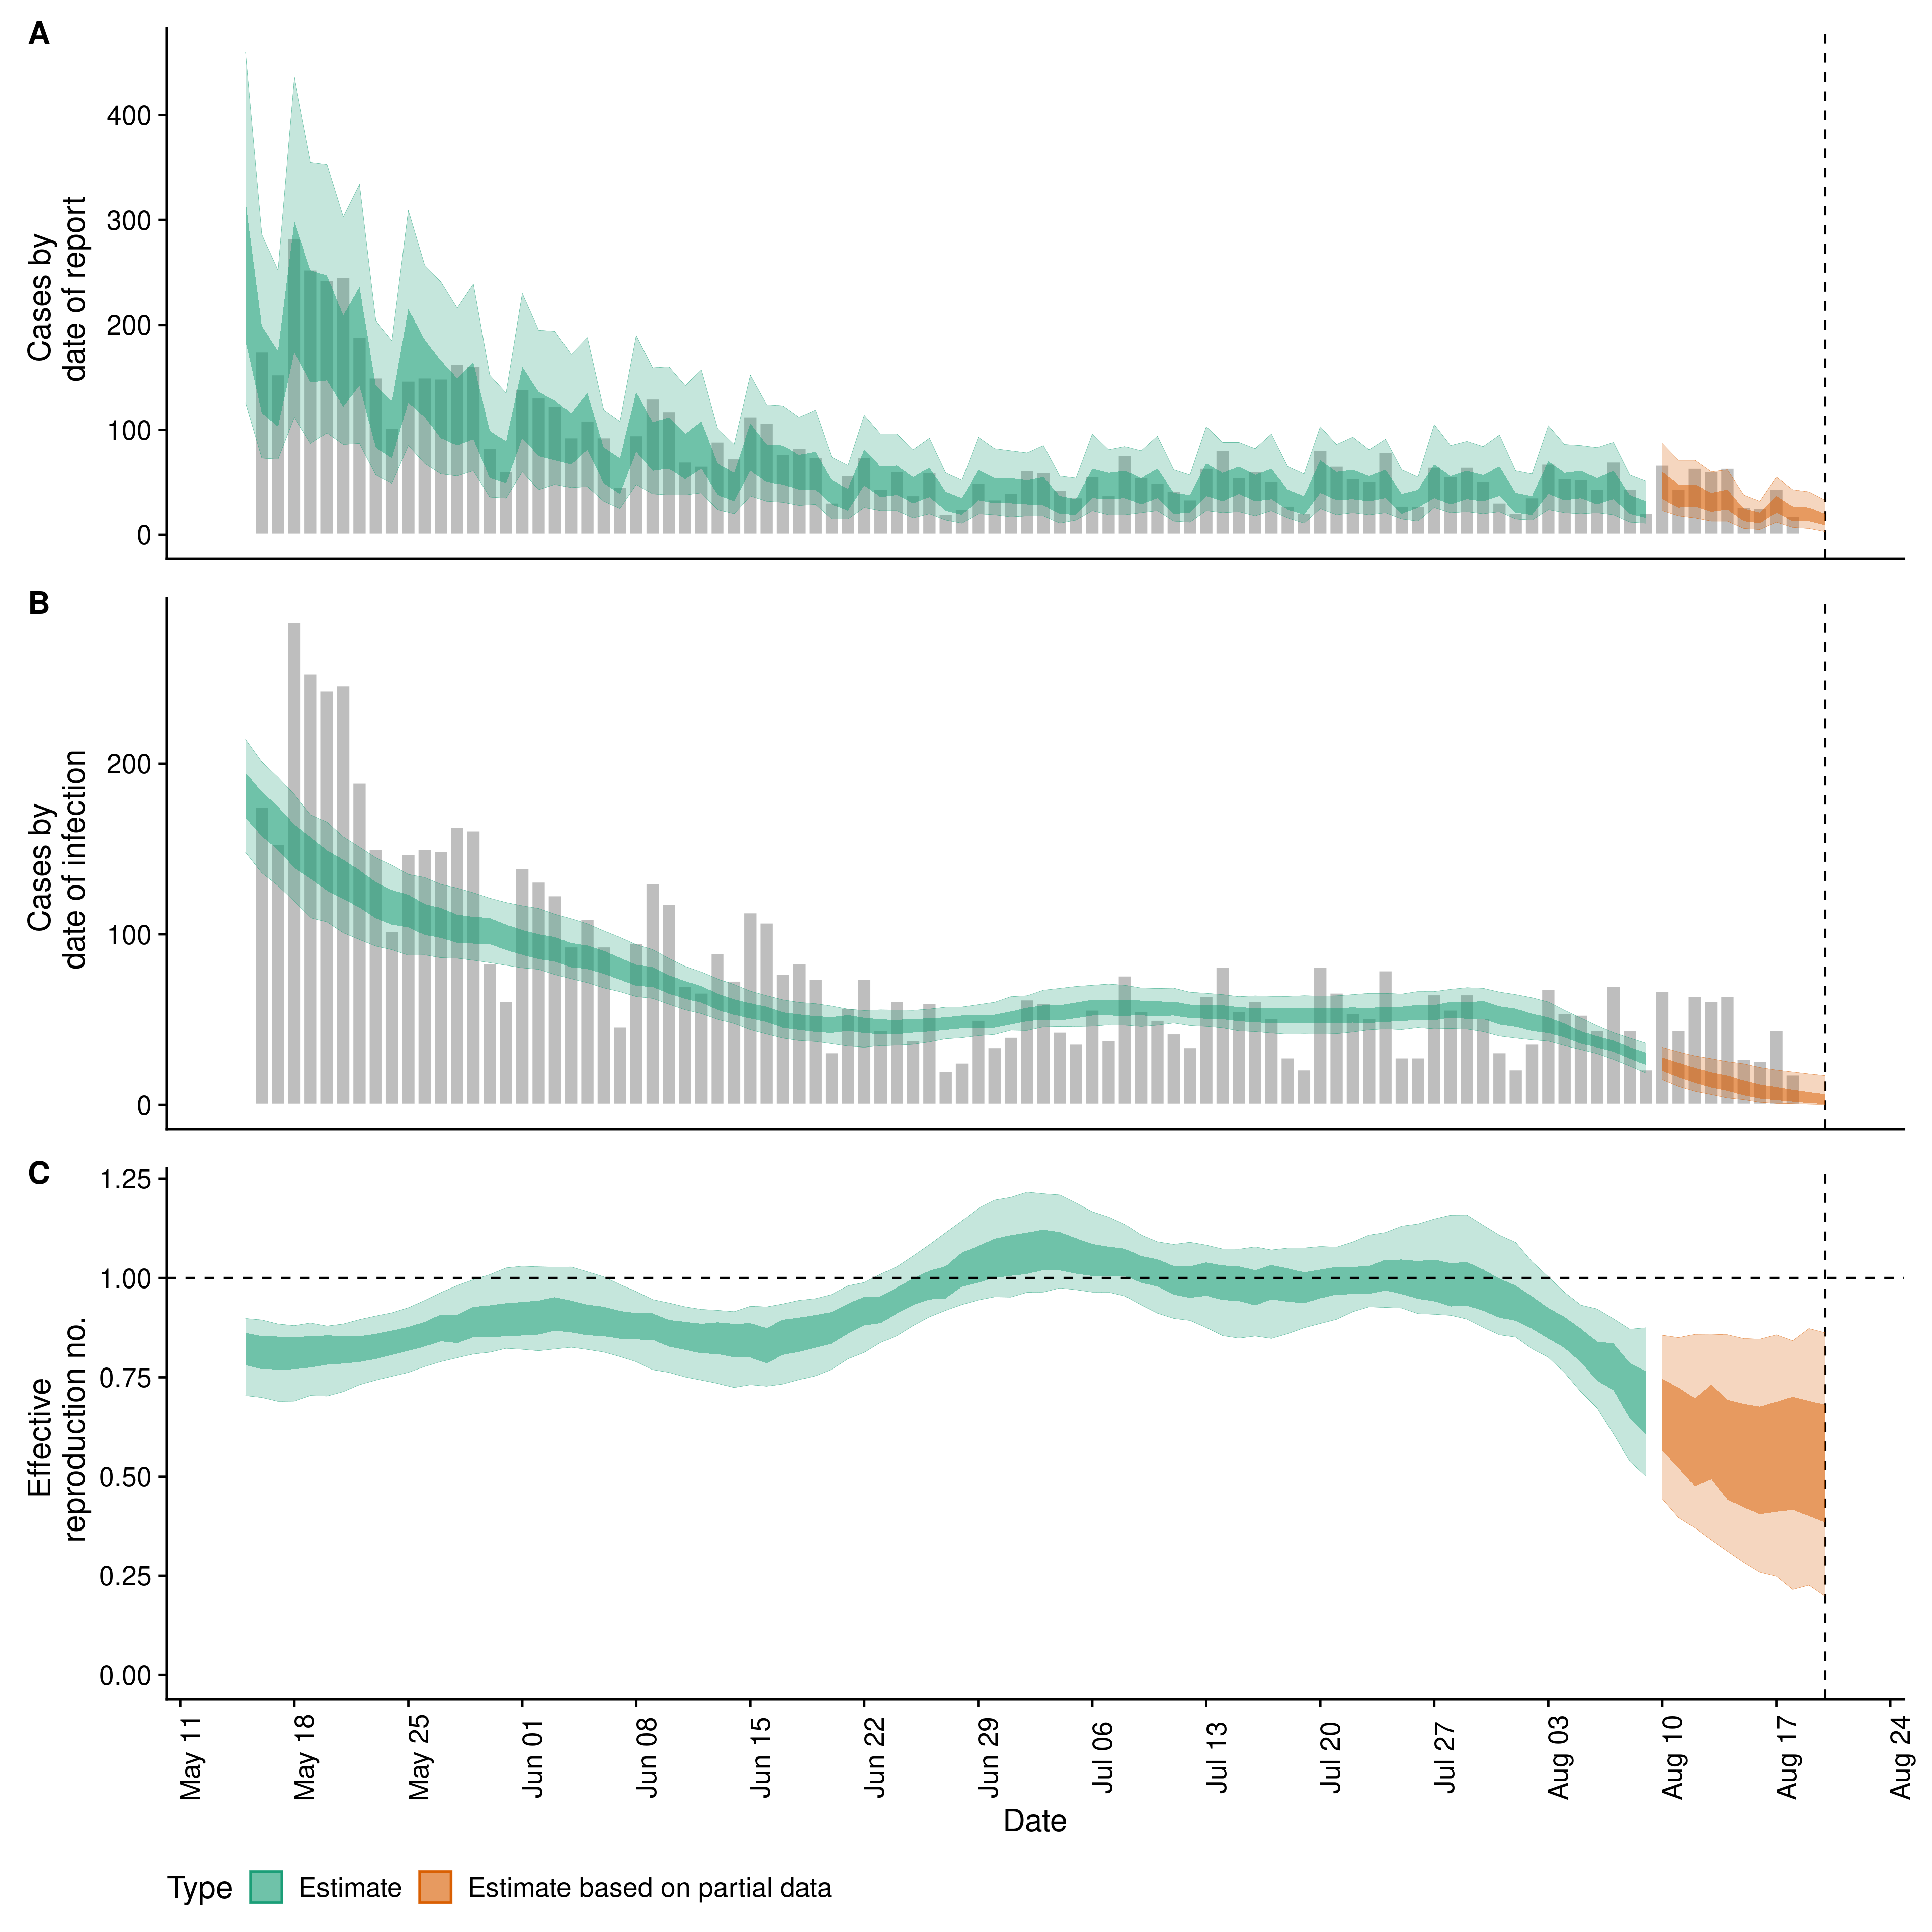 A
Cases by
date of report
400
300
200
100
0
B
Cases by
date of infection
200
100
0
C
Effective
reproduction no.
1.25
1.00
0.75
0.50
0.25
0.00
May 11
May 18
May 25
Jun 01
Jun 08
Jun 15
Jun 22
Jun 29
Jul 06
Jul 13
Jul 20
Jul 27
Aug 03
Aug 10
Aug 17
Aug 24
Date
Type Estimate Estimate based on partial data